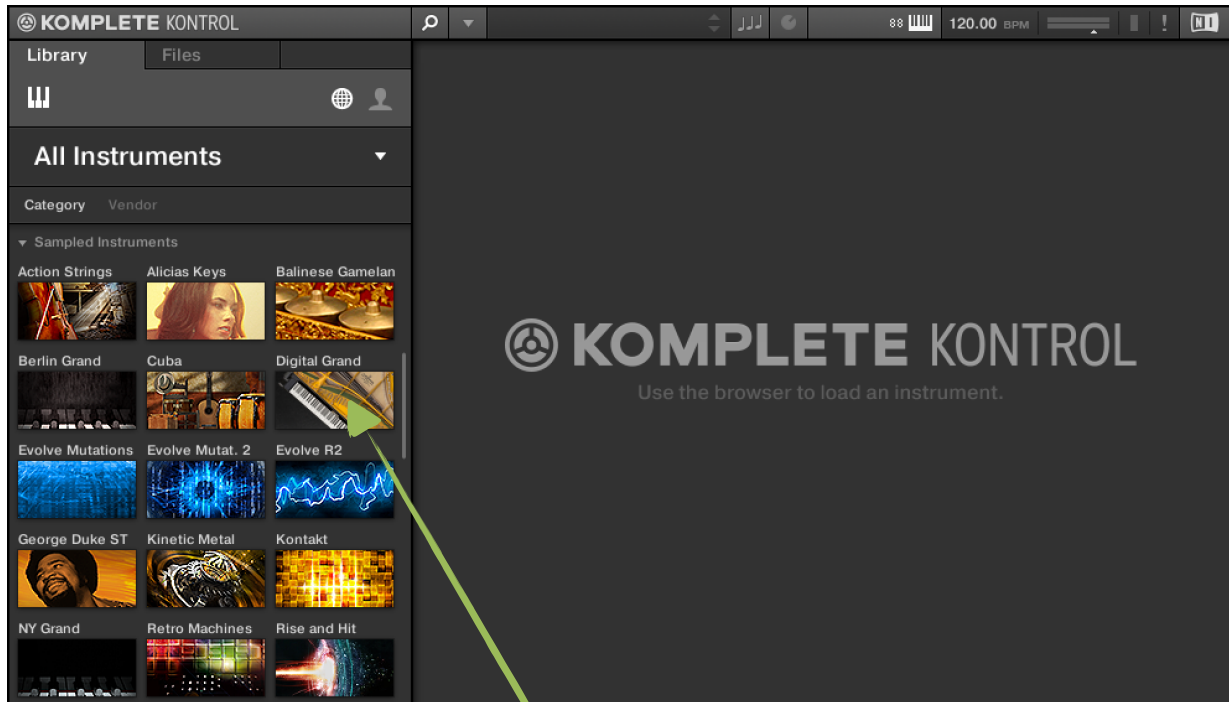 KOMPLETE KONTROL
88
120.00 BPM
!
NI
Library Files
All Instruments
Category Vendor
Sampled Instruments
Action Strings Alicias Keys Balinese Gamelan
Berlin Grand Cuba Digital Grand
Evolve Mutations Evolve Mutat. 2 Evolve R2
George Duke ST Kinetic Metal Kontakt
NY Grand Retro Machines Rise and Hit
KOMPLETE KONTROL
Use the browser to load an instrument.